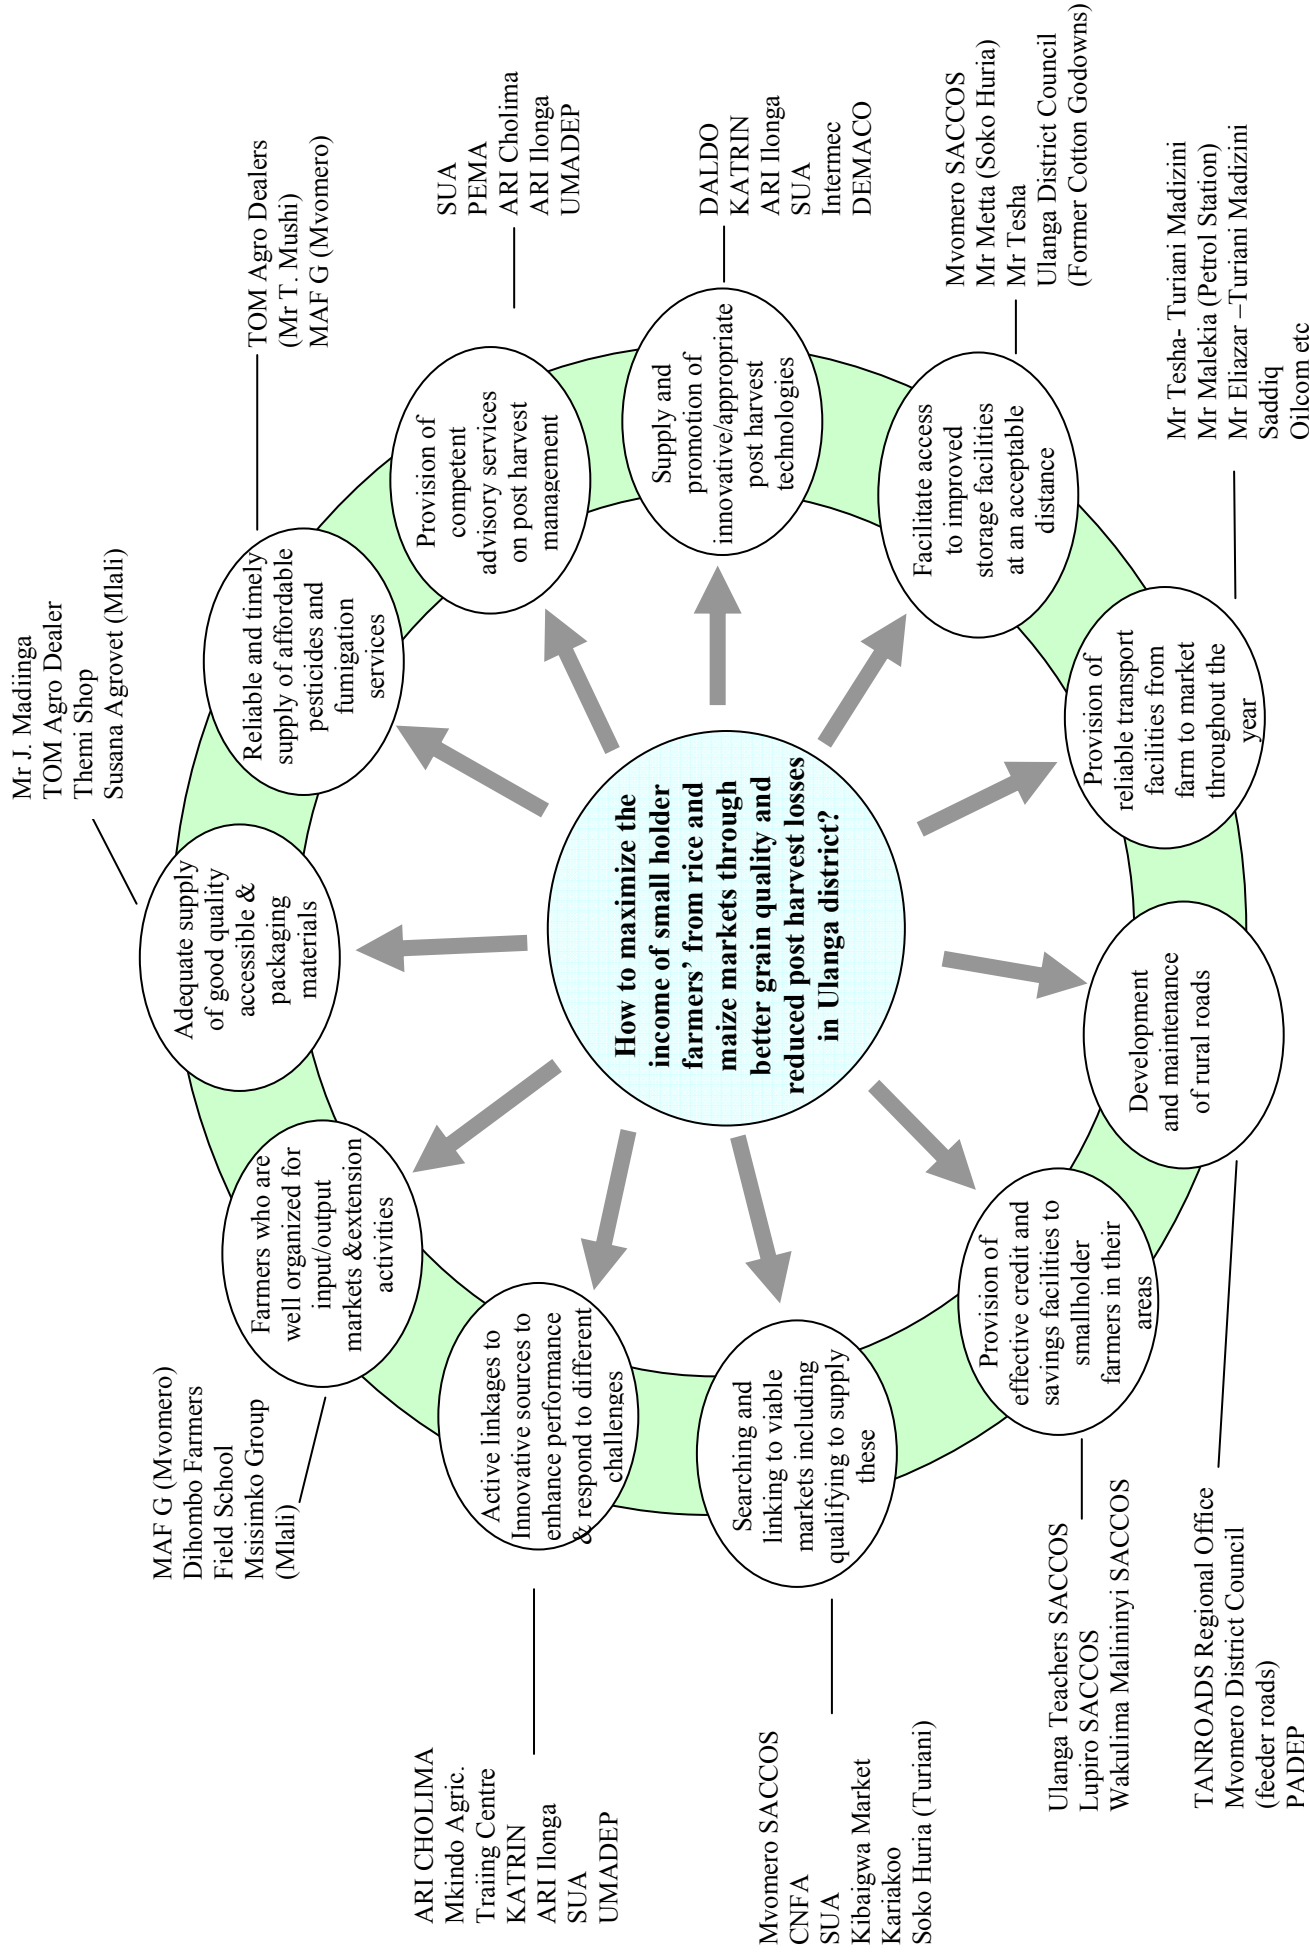 Mr J. Madiinga
TOM Agro Dealer
Themi Shop
Susana Agrovet (Mlali)
TOM Agro Dealers
(Mr T. Mushi)
MAF G (Mvomero)
SUA
PEMA
ARI Cholima
ARI Ilonga
UMADEP
DALDO
KATRIN
ARI Ilonga
SUA
Intermec
DEMACO
Mvomero SACCOS
Mr Metta (Soko Huria)
Mr Tesha
Ulanga District Council
(Former Cotton Godowns)
Mr Tesha- Turiani Madizini
Mr Malekia (Petrol Station)
Mr Eliazar –Turiani Madizini
Saddiq
Oilcom etc
Adequate supply
of good quality
accessible &
packaging
materials
Reliable and timely
supply of affordable
pesticides and
fumigation
services
Provision of
competent
advisory services
on post harvest
management
Supply and
promotion of
innovative/appropriate
post harvest
technologies
Facilitate access
to improved
storage facilities
at an acceptable
distance
Provision of
reliable transport
facilities from
farm to market
throughout the
year
Development
and maintenance
of rural roads
Provision of
effective credit and
savings facilities to
smallholder
farmers in their
areas
Searching and
linking to viable
markets including
qualifying to supply
these
Active linkages to
Innovative sources to
enhance performance
& respond to different
challenges
Farmers who are
well organized for
input/output
markets &extension
activities
How to maximize the
income of small holder
farmers’ from rice and
maize markets through
better grain quality and
reduced post harvest losses
in Ulanga district?
MAF G (Mvomero)
Dihombo Farmers
Field School
Msisimko Group
(Mlali)
ARI CHOLIMA
Mkindo Agric.
Traiing Centre
KATRIN
ARI Ilonga
SUA
UMADEP
Mvomero SACCOS
CNFA
SUA
Kibaigwa Market
Kariakoo
Soko Huria (Turiani)
Ulanga Teachers SACCOS
Lupiro SACCOS
Wakulima Malininyi SACCOS
TANROADS Regional Office
Mvomero District Council
(feeder roads)
PADEP